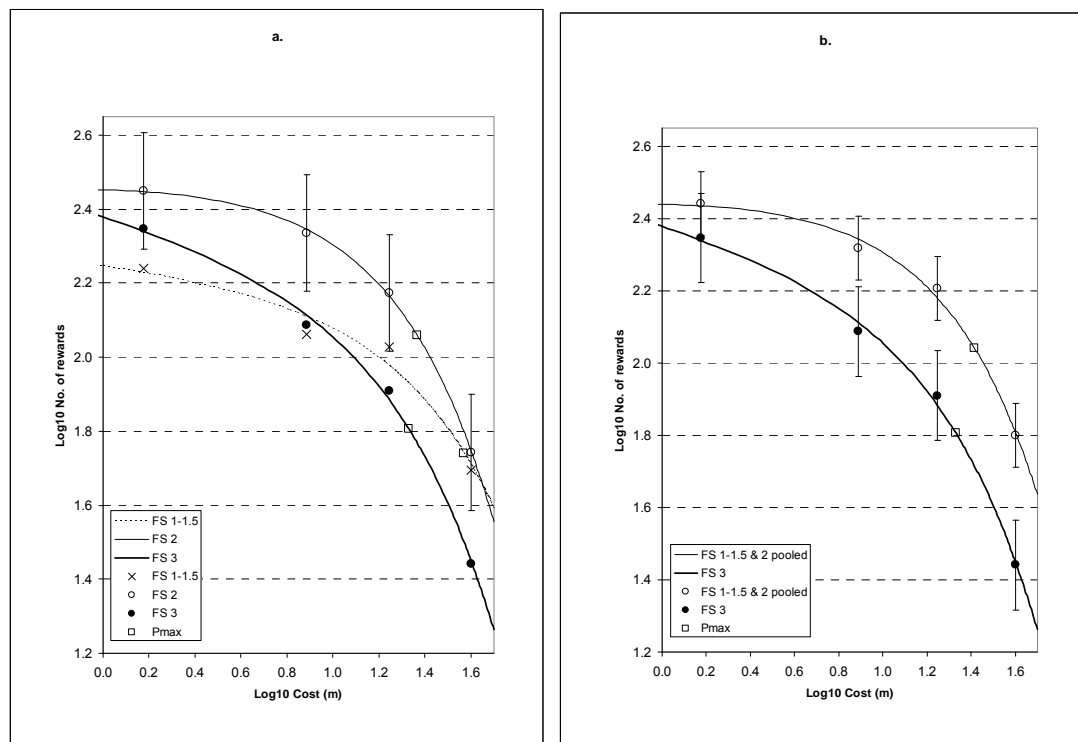 a.
Log10 No. of rewards
2.6
2.4
2.2
2.0
1.8
1.6
1.4
1.2
FS 1-1.5
FS 2
FS 3
FS 1-1.5
FS 2
FS 3
Pmax
0.0 0.2 0.4 0.6 0.8 1.0 1.2 1.4 1.6
Log10 Cost (m)
b.
Log10 No. of rewards
2.6
2.4
2.2
2.0
1.8
1.6
1.4
1.2
FS 1-1.5 & 2 pooled
FS 3
FS 1-1.5 & 2 pooled
FS 3
Pmax
0.0 0.2 0.4 0.6 0.8 1.0 1.2 1.4 1.6
Log10 Cost (m)